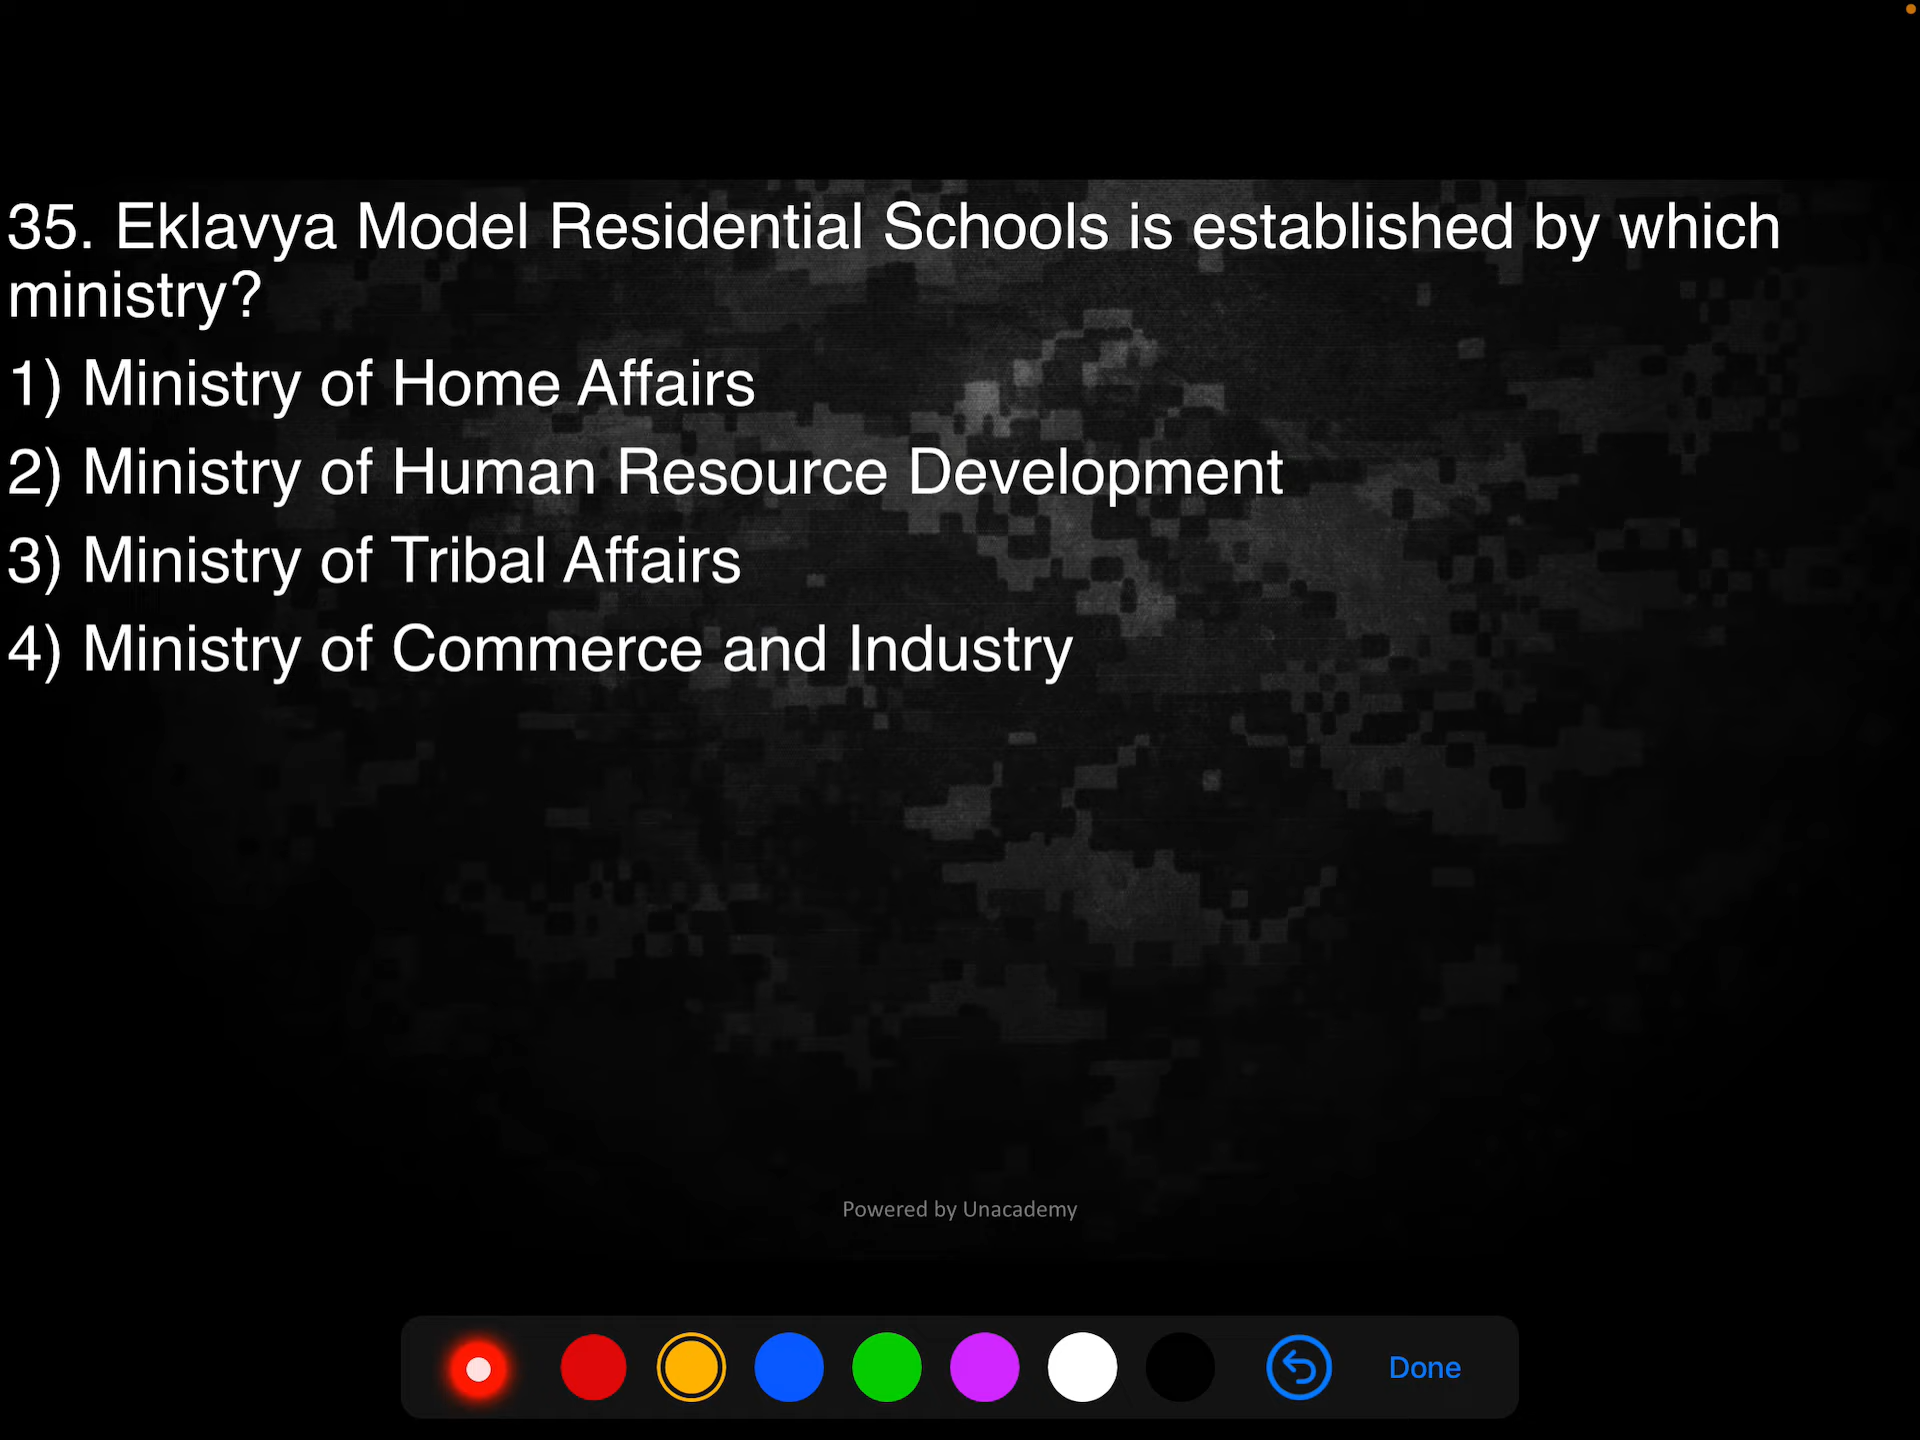 35. Eklavya Model Residential Schools is established by which
ministry?
1) Ministry of Home Affairs
2) Ministry of Human Resource Development
3) Ministry of Tribal Affairs
4) Ministry of Commerce and Industry
Powered by Unacademy
Done